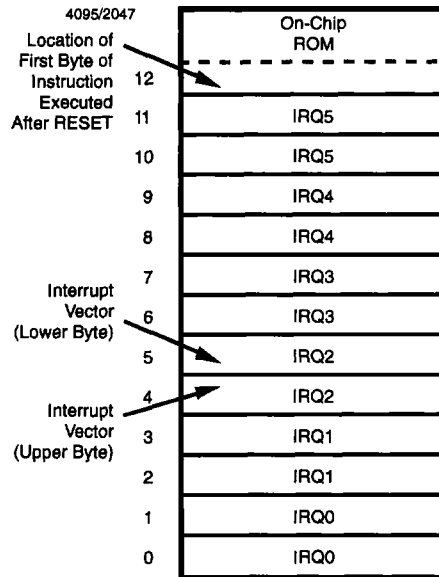 4095/2047
On-Chip
ROM
Location of
First Byte of
Instruction
Executed
After RESET
12
11 IRQ5
10 IRQ5
9 IRQ4
8 IRQ4
7 IRQ3
6 IRQ3
Interrupt
Vector
(Lower Byte)
5 IRQ2
4 IRQ2
Interrupt
Vector
(Upper Byte)
3 IRQ1
2 IRQ1
1 IRQ0
0 IRQ0